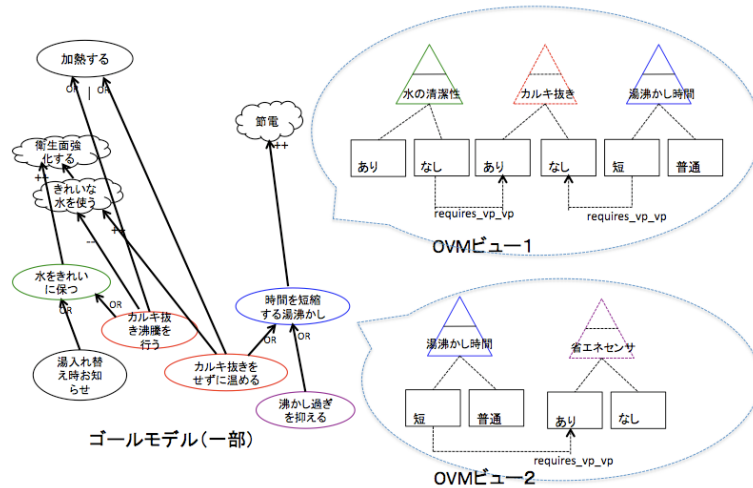 加熱する
OR
|
OR
節電
++
衛生面強
化する
++
きれいな
水を使う
++
--
水をきれい
に保つ
OR
OR
カルキ抜
き沸騰を
行う
時間を短縮
する湯沸かし
OR
OR
湯入れ替
え時お知
らせ
カルキ抜きを
せずに温める
沸かし過ぎ
を抑える
ゴールモデル(一部)
水の清潔性
カルキ抜き
湯沸かし時間
あり
なし
あり
なし
短
普通
requires_vp_vp
requires_vp_vp
OVMビュー1
湯沸かし時間
省エネセンサ
短
普通
あり
なし
requires_vp_vp
OVMビュー2